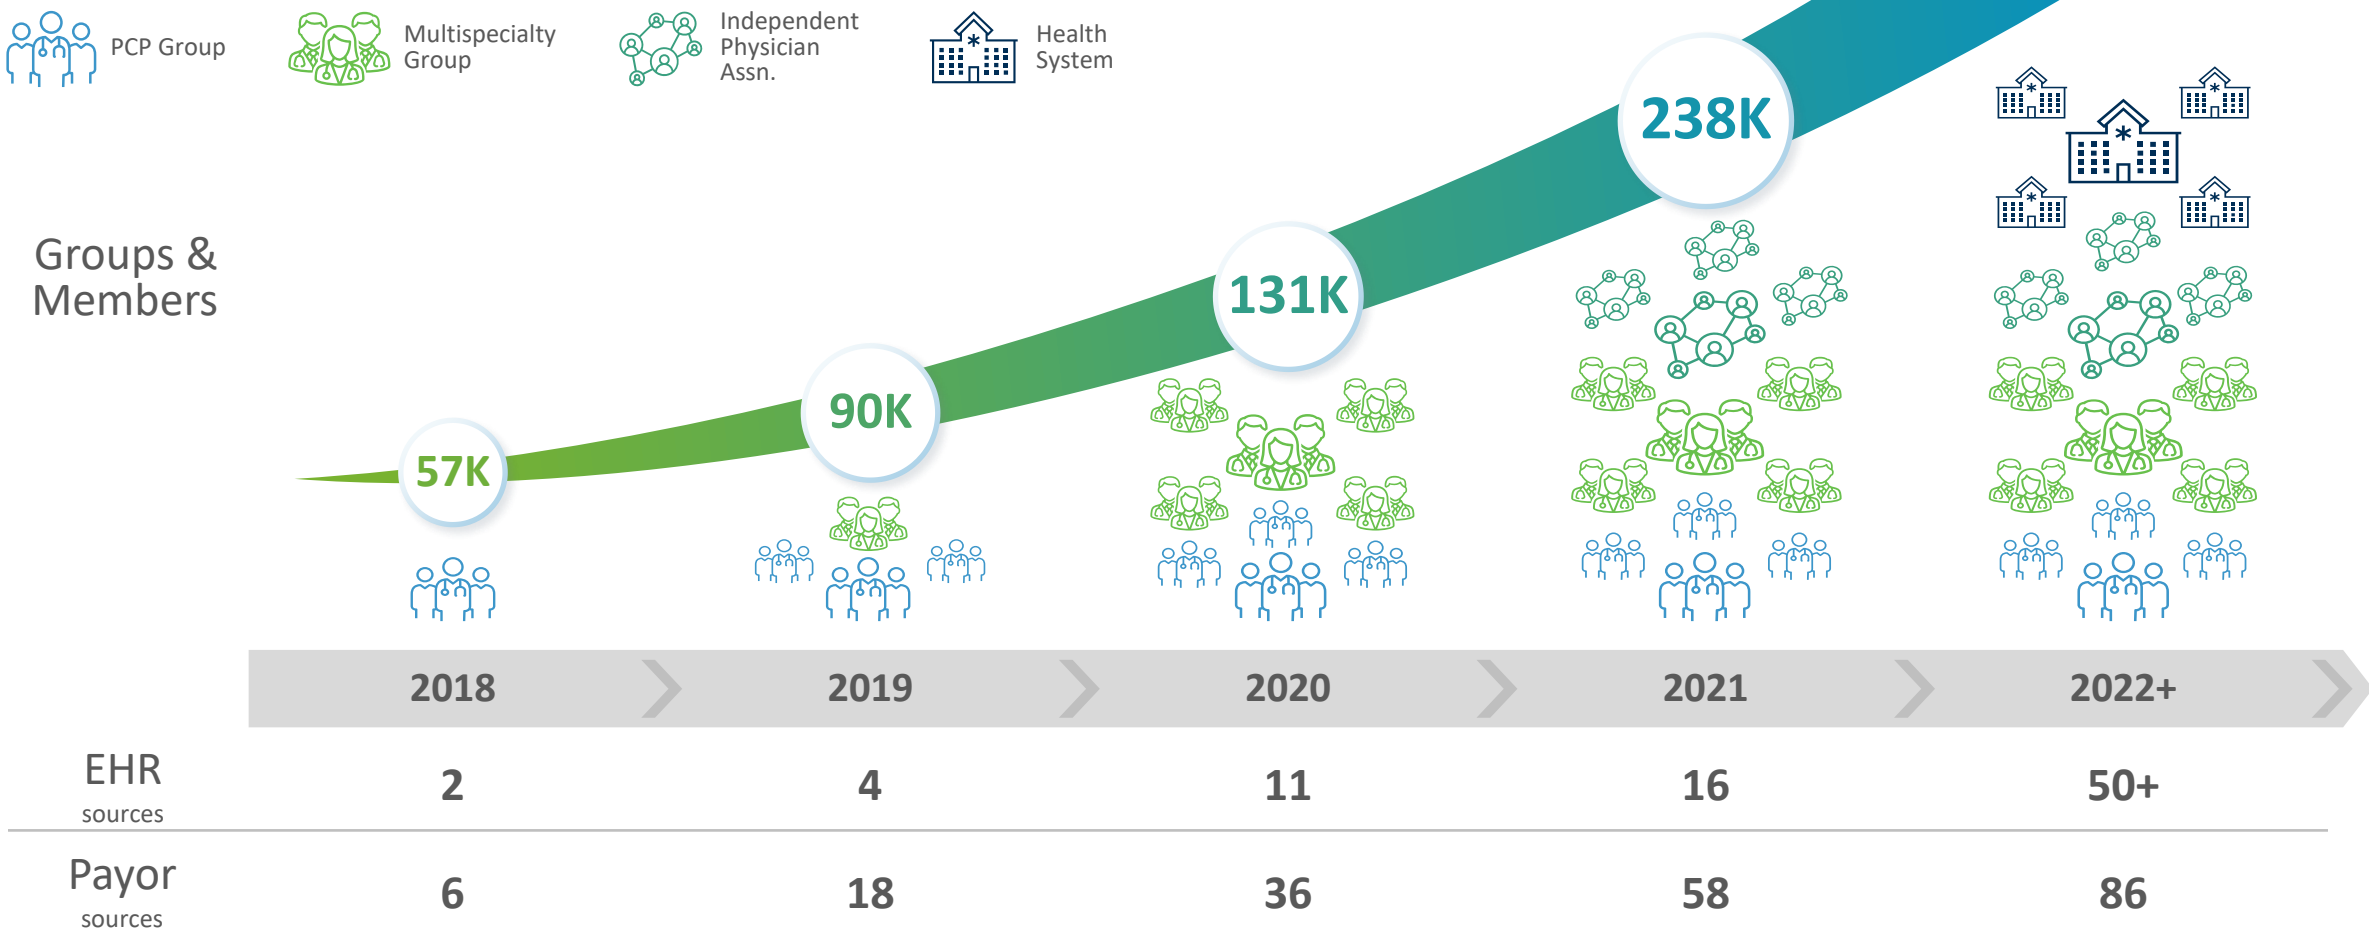 PCP Group
Multispecialty
Group
Independent
Physician
Assn.
Health
System
Groups &
Members
57K
90K
131K
238K
2018
2019
2020
2021
2022+
EHR
sources
2
4
11
16
50+
Payor
sources
6
18
36
58
86